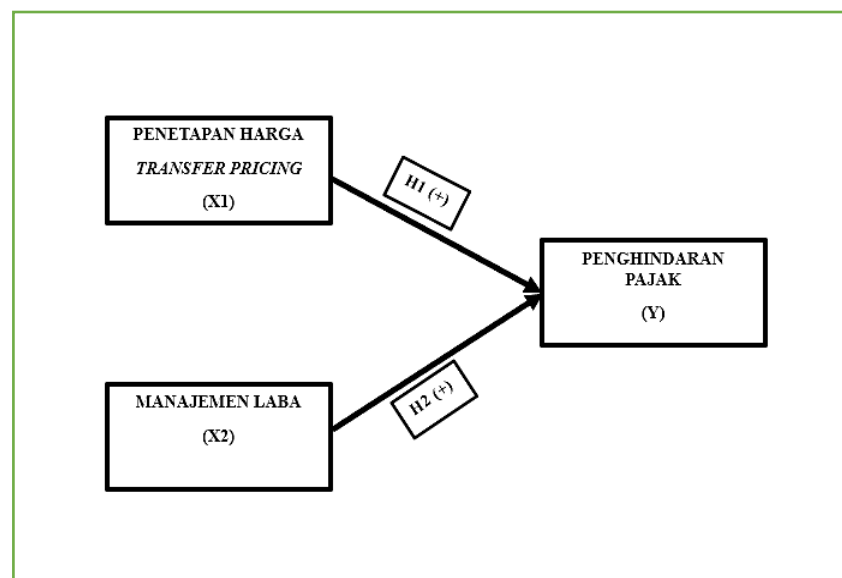 PENETAPAN HARGA
TRANSFER PRICING
(X1)
H1 (+)
PENGHINDARAN
PAJAK
(Y)
MANAJEMEN LABA
(X2)
H2 (+)